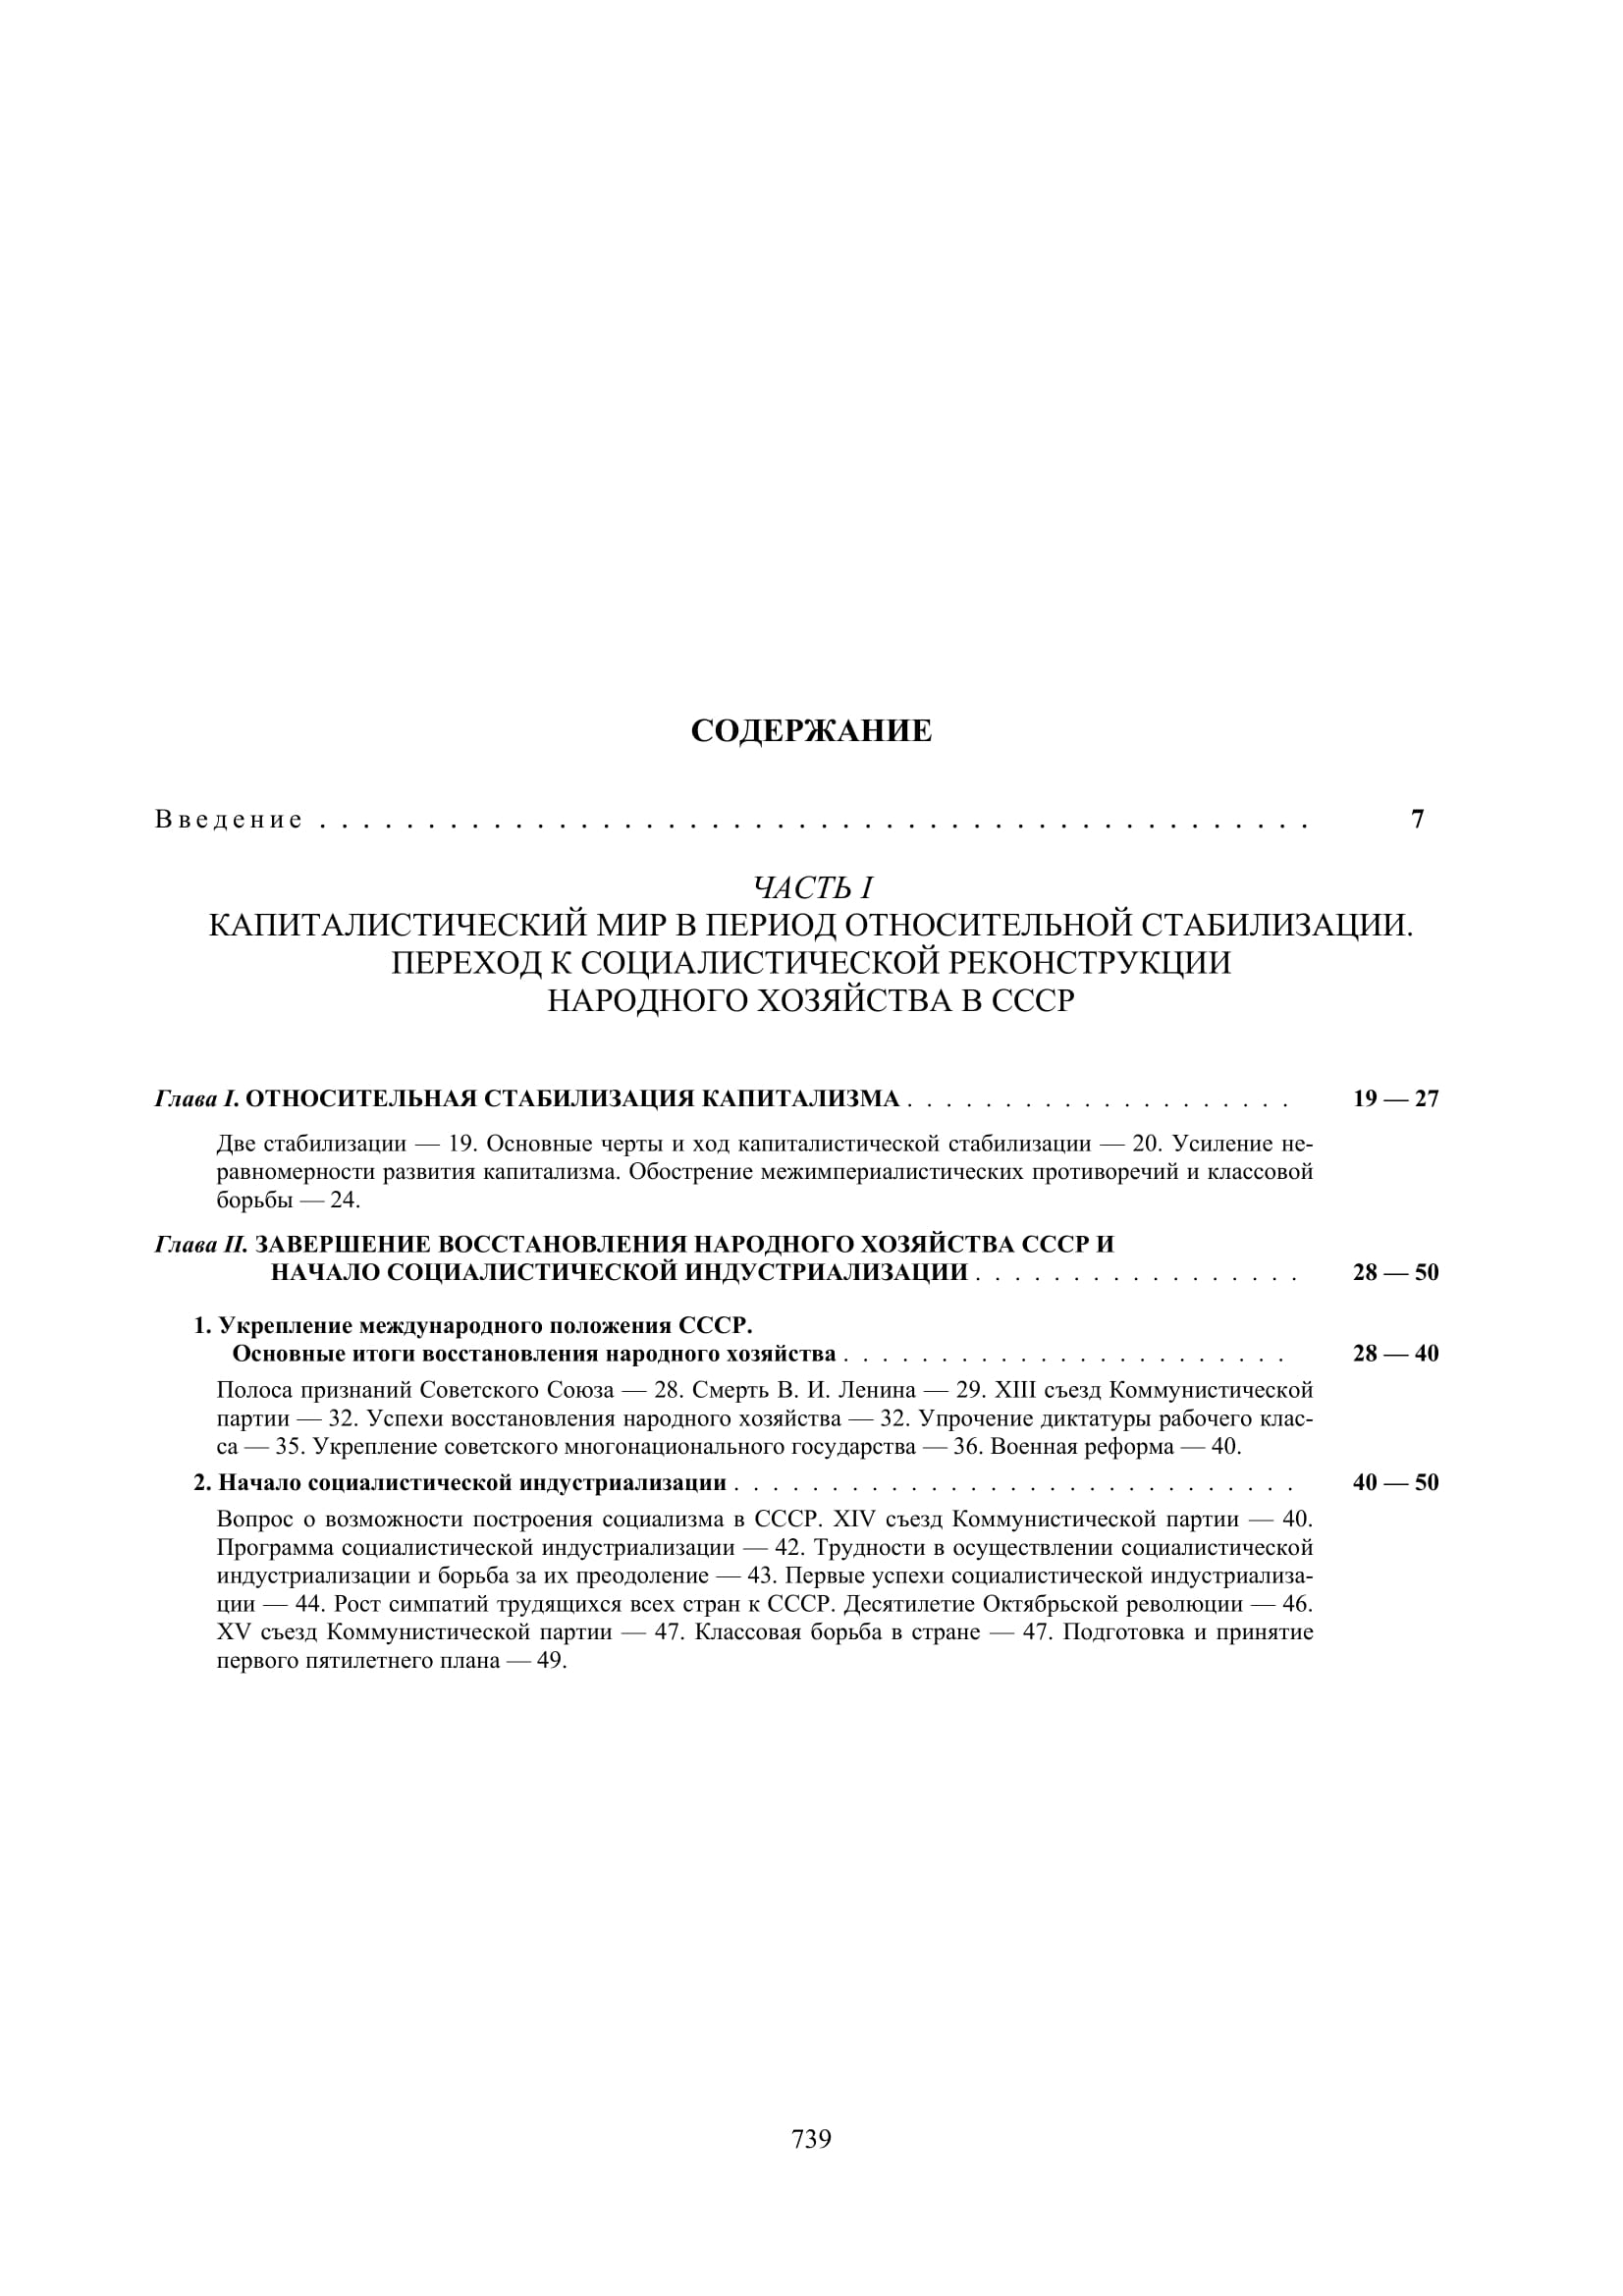 СОДЕРЖАНИЕ
Введение . . . . . . . . . . . . . . . . . . . . . . . . . . . . . . . . . . . . . . . . . . . . . . 7
ЧАСТЬ I
КАПИТАЛИСТИЧЕСКИЙ МИР В ПЕРИОД ОТНОСИТЕЛЬНОЙ СТАБИЛИЗАЦИИ.
ПЕРЕХОД К СОЦИАЛИСТИЧЕСКОЙ РЕКОНСТРУКЦИИ
НАРОДНОГО ХОЗЯЙСТВА В СССР
Глава I. ОТНОСИТЕЛЬНАЯ СТАБИЛИЗАЦИЯ КАПИТАЛИЗМА . . . . . . . . . . . . . . . . . . . . 19 — 27
Две стабилизации — 19. Основные черты и ход капиталистической стабилизации — 20. Усиление не-
равномерности развития капитализма. Обострение межимпериалистических противоречий и классовой
борьбы — 24.
Глава II. ЗАВЕРШЕНИЕ ВОССТАНОВЛЕНИЯ НАРОДНОГО ХОЗЯЙСТВА СССР И
НАЧАЛО СОЦИАЛИСТИЧЕСКОЙ ИНДУСТРИАЛИЗАЦИИ . . . . . . . . . . . . . . . . . 28 — 50
1. Укрепление международного положения СССР.
Основные итоги восстановления народного хозяйства . . . . . . . . . . . . . . . . . . . . . . . 28 — 40
Полоса признаний Советского Союза — 28. Смерть В. И. Ленина — 29. XIII съезд Коммунистической
партии — 32. Успехи восстановления народного хозяйства — 32. Упрочение диктатуры рабочего клас-
са — 35. Укрепление советского многонационального государства — 36. Военная реформа — 40.
2. Начало социалистической индустриализации . . . . . . . . . . . . . . . . . . . . . . . . . . . . . 40 — 50
Вопрос о возможности построения социализма в СССР. XIV съезд Коммунистической партии — 40.
Программа социалистической индустриализации — 42. Трудности в осуществлении социалистической
индустриализации и борьба за их преодоление — 43. Первые успехи социалистической индустриализа-
ции — 44. Рост симпатий трудящихся всех стран к СССР. Десятилетие Октябрьской революции — 46.
XV съезд Коммунистической партии — 47. Классовая борьба в стране — 47. Подготовка и принятие
первого пятилетнего плана — 49.
739